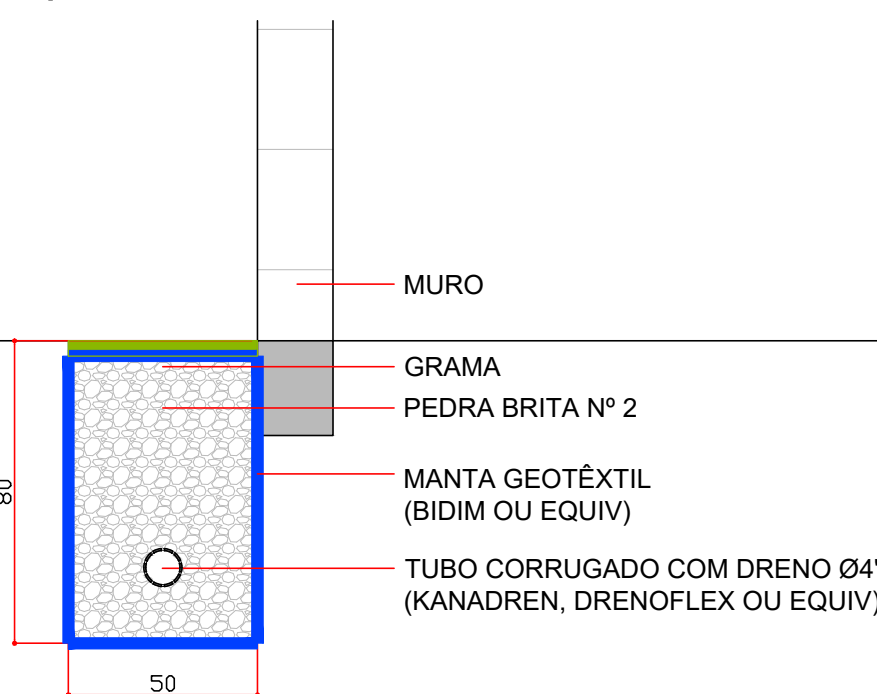 MURO
GRAMA
PEDRA BRITA Nº 2
MANTA GEOTÊXTIL
(BIDIM OU EQUIV)
TUBO CORRUGADO COM DRENO Ø4"
(KANADREN, DRENOFLEX OU EQUIV)
80
50